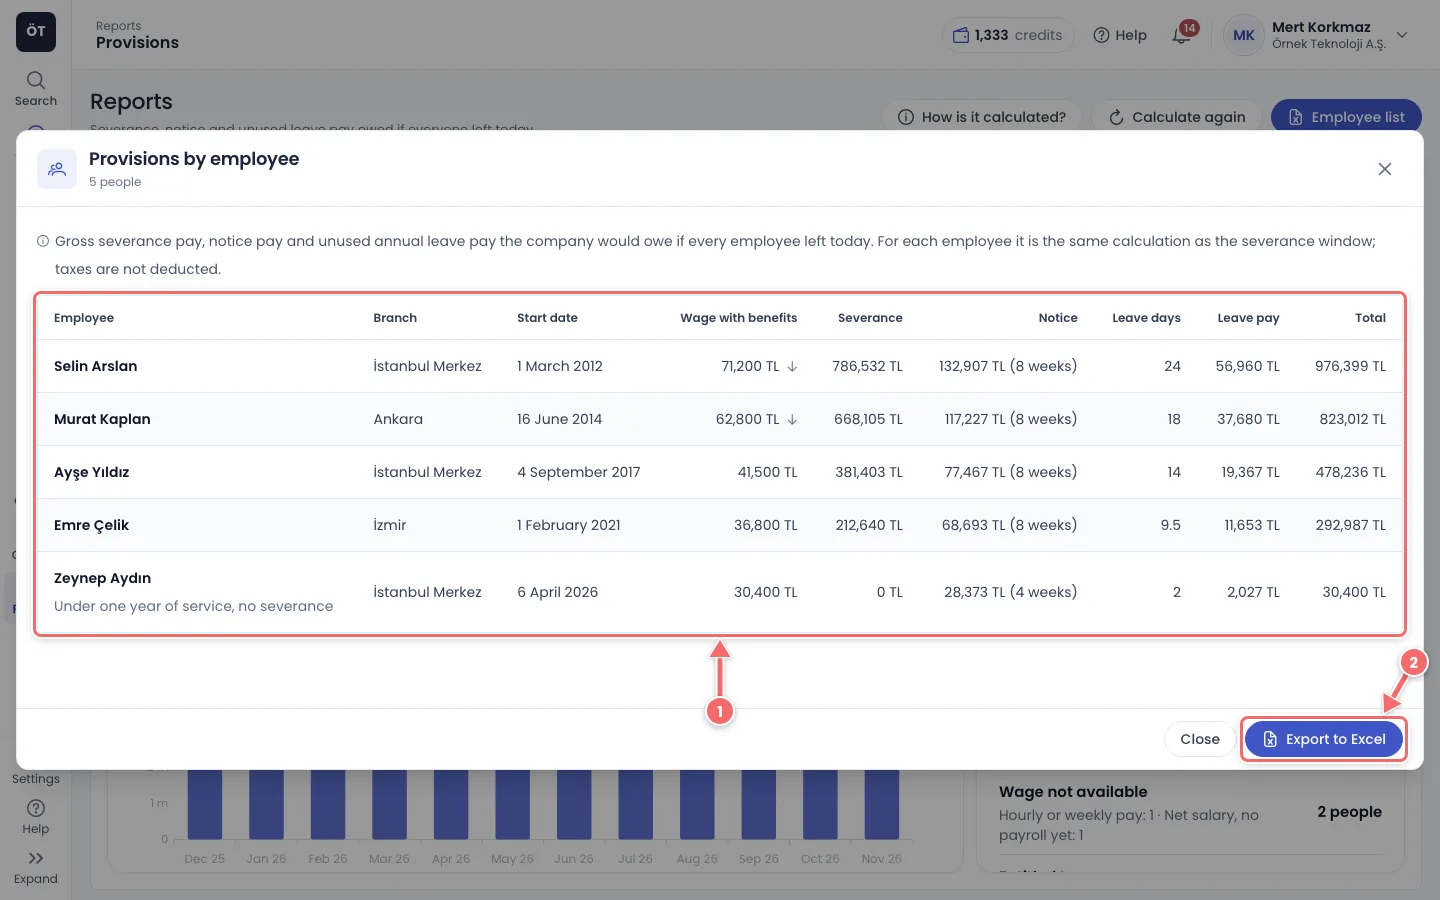 ÖT
Reports
Provisions
1,333 credits
Help
14
MK
Mert Korkmaz
Örnek Teknoloji A.Ş.
Search
Reports
Severance, notice and unused leave pay owed if everyone left today
How is it calculated?
Calculate again
Employee list
Provisions by employee
5 people
Gross severance pay, notice pay and unused annual leave pay the company would owe if every employee left today. For each employee it is the same calculation as the severance window;
taxes are not deducted.
Employee Branch Start date Wage with benefits Severance Notice Leave days Leave pay Total
Selin Arslan İstanbul Merkez 1 March 2012 71,200 TL ↓ 786,532 TL 132,907 TL (8 weeks) 24 56,960 TL 976,399 TL
Murat Kaplan Ankara 16 June 2014 62,800 TL ↓ 668,105 TL 117,227 TL (8 weeks) 18 37,680 TL 823,012 TL
Ayşe Yıldız İstanbul Merkez 4 September 2017 41,500 TL 381,403 TL 77,467 TL (8 weeks) 14 19,367 TL 478,236 TL
Emre Çelik İzmir 1 February 2021 36,800 TL 212,640 TL 68,693 TL (8 weeks) 9.5 11,653 TL 292,987 TL
Zeynep Aydın İstanbul Merkez 6 April 2026 30,400 TL 0 TL 28,373 TL (4 weeks) 2 2,027 TL 30,400 TL
Under one year of service, no severance
1
2
Close
Export to Excel
Settings
Help
Expand
1 m
0
Dec 25 Jan 26 Feb 26 Mar 26 Apr 26 May 26 Jun 26 Jul 26 Aug 26 Sep 26 Oct 26 Nov 26
Wage not available
Hourly or weekly pay: 1 · Net salary, no
payroll yet: 1
2 people